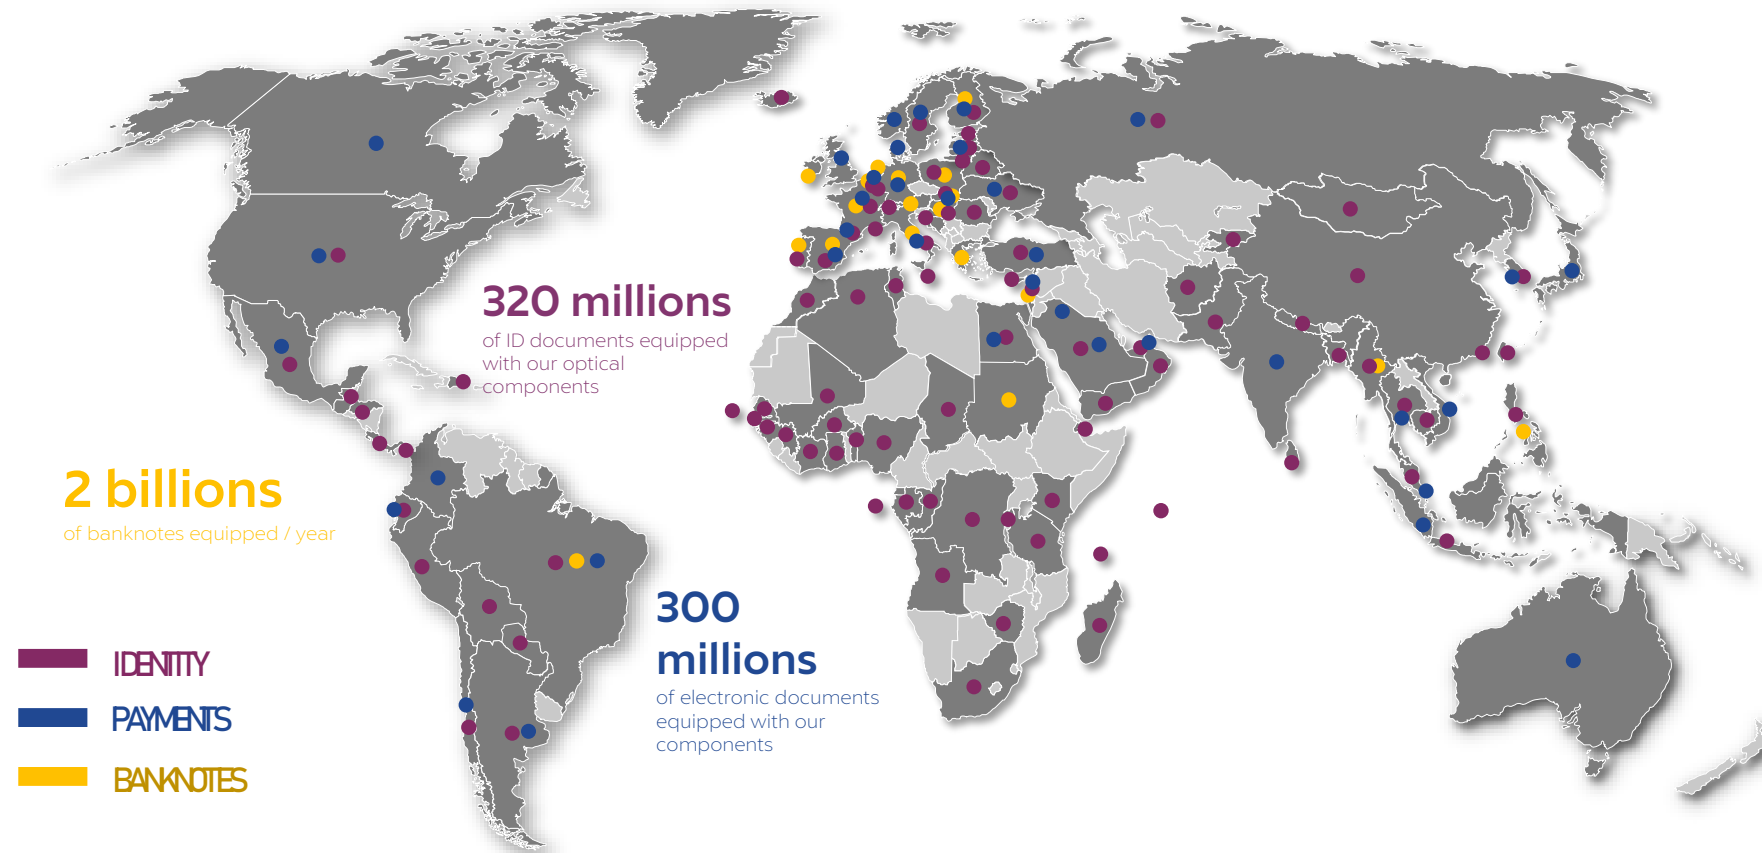 320 millions
of ID documents equipped
with our optical
components
2 billions
of banknotes equipped / year
300
millions
of electronic documents
equipped with our
components
IDENTITY
PAYMENTS
BANKNOTES